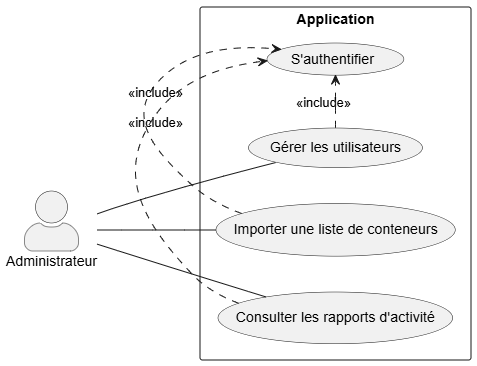 Application
S'authentifier
«include»
«include»
«include»
Gérer les utilisateurs
Importer une liste de conteneurs
Administrateur
Consulter les rapports d'activité